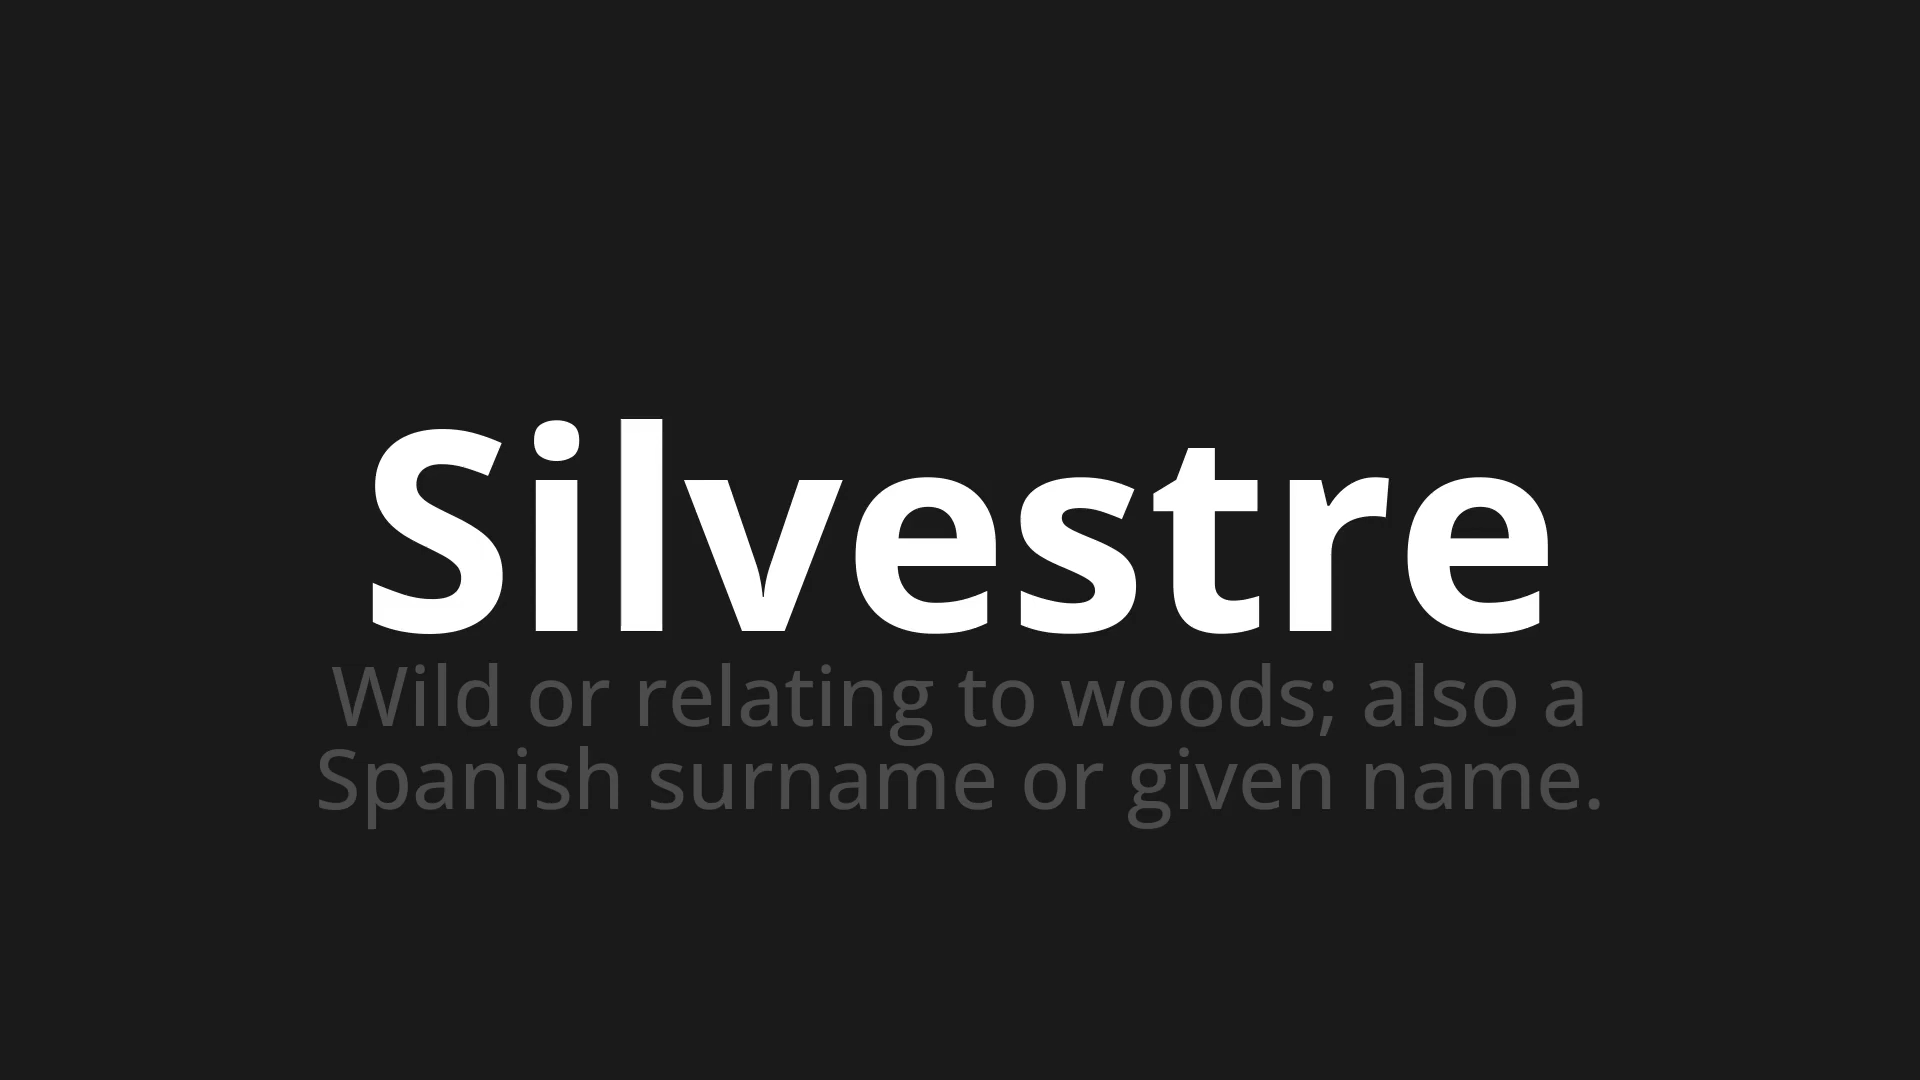 Silvestre
Wild or relating to woods; also a
Spanish surname or given name.